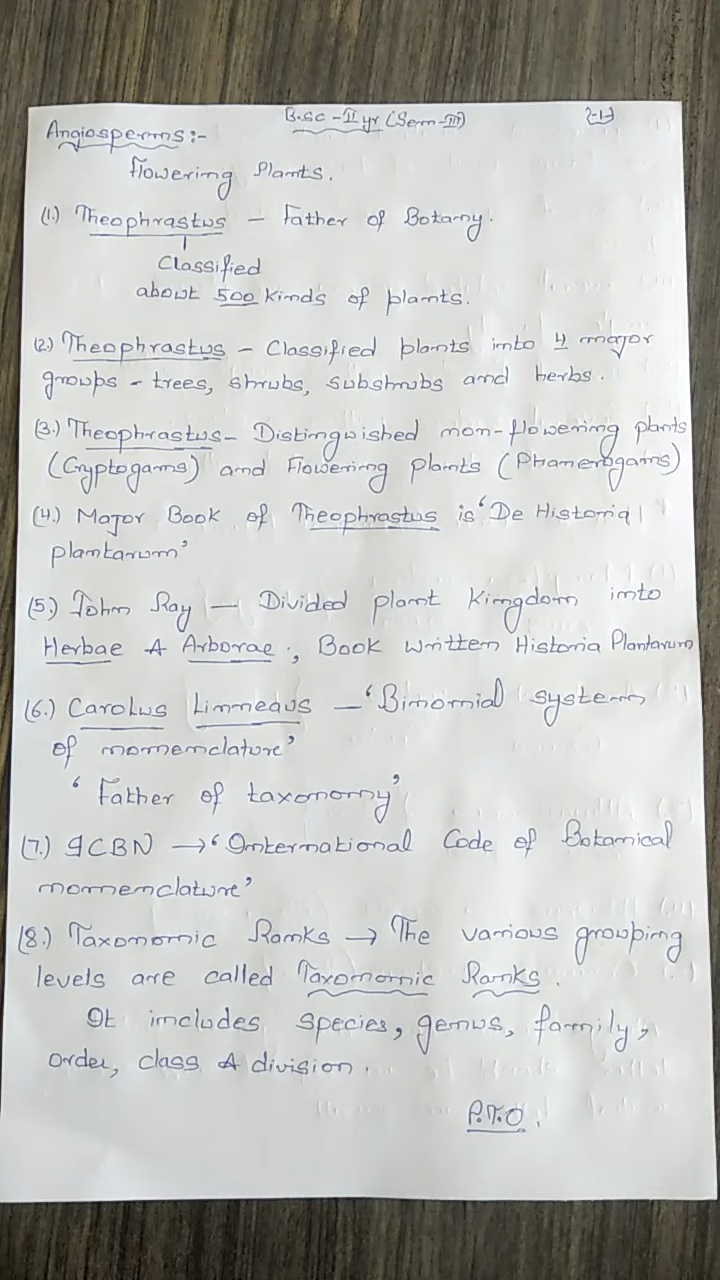 B.sc - II yr (Sem-III)
Angiosperms:-
Flowering Plants.
(1.) Theophrastus - Father of Botany.
Classified
about 500 kinds of plants.
(2.) Theophrastus - Classified plants into 4 major
groups - trees, shrubs, subshrubs and herbs.
(3.) Theophrastus - Distinguished non-flowering plants
(Cryptogams) and Flowering plants (Phanerogams)
(4.) Major Book of Theophrastus is 'De Historia
plantarum'
(5.) John Ray - Divided plant Kingdom into
Herbae & Arborae., Book written Historia Plantarum
(6.) Carolus Linneaus - 'Binomial system
of nomenclature'
'Father of taxonomy'
(7.) ICBN → 'International Code of Botanical
nomenclature'
(8.) Taxonomic Ranks → The various grouping
levels are called Taxonomic Ranks.
It includes species, genus, family,
order, class & division.
P.T.O.